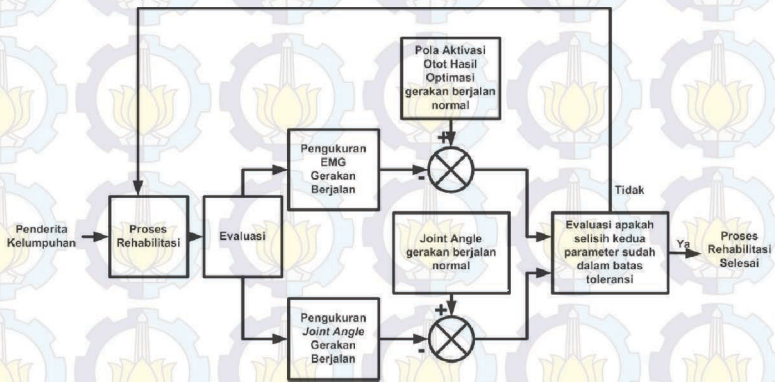 Pola Aktivasi
Otot Hasil
Optimasi
gerakan berjalan
normal
+
-
Pengukuran
EMG
Gerakan
Berjalan
Tidak
Penderita
Kelumpuhan
Proses
Rehabilitasi
Evaluasi
Joint Angle
gerakan berjalan
normal
Evaluasi apakah
selisih kedua
parameter sudah
dalam batas
toleransi
Ya
Proses
Rehabilitasi
Selesai
+
-
Pengukuran
Joint Angle
Gerakan
Berjalan